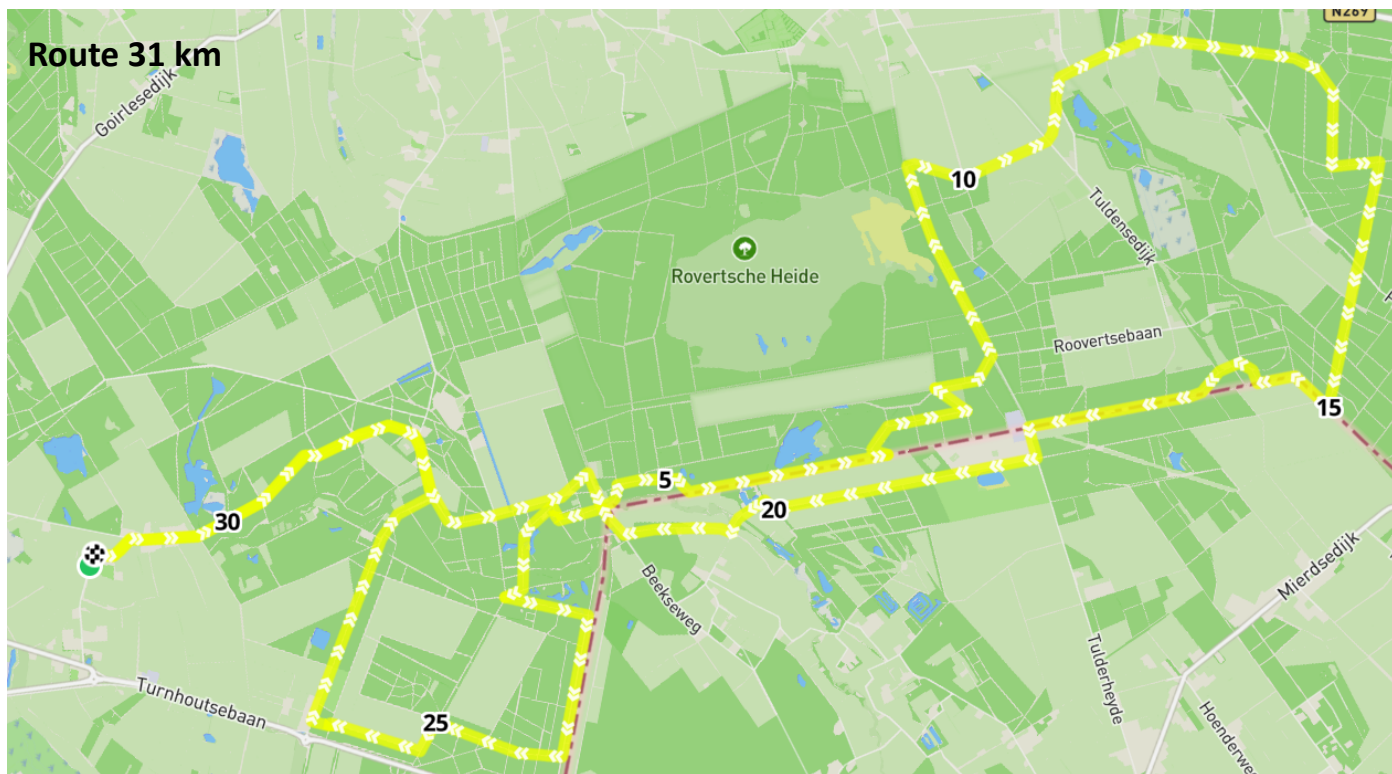 N269
Route 31 km
Goirlesedijk
10
Tuldensedijk
Rovertsche Heide
Roovertsebaan
15
5
20
30
Mierdsedijk
Beekseweg
Tulderheyde
Turnhoutsebaan
25
Hoenderweg